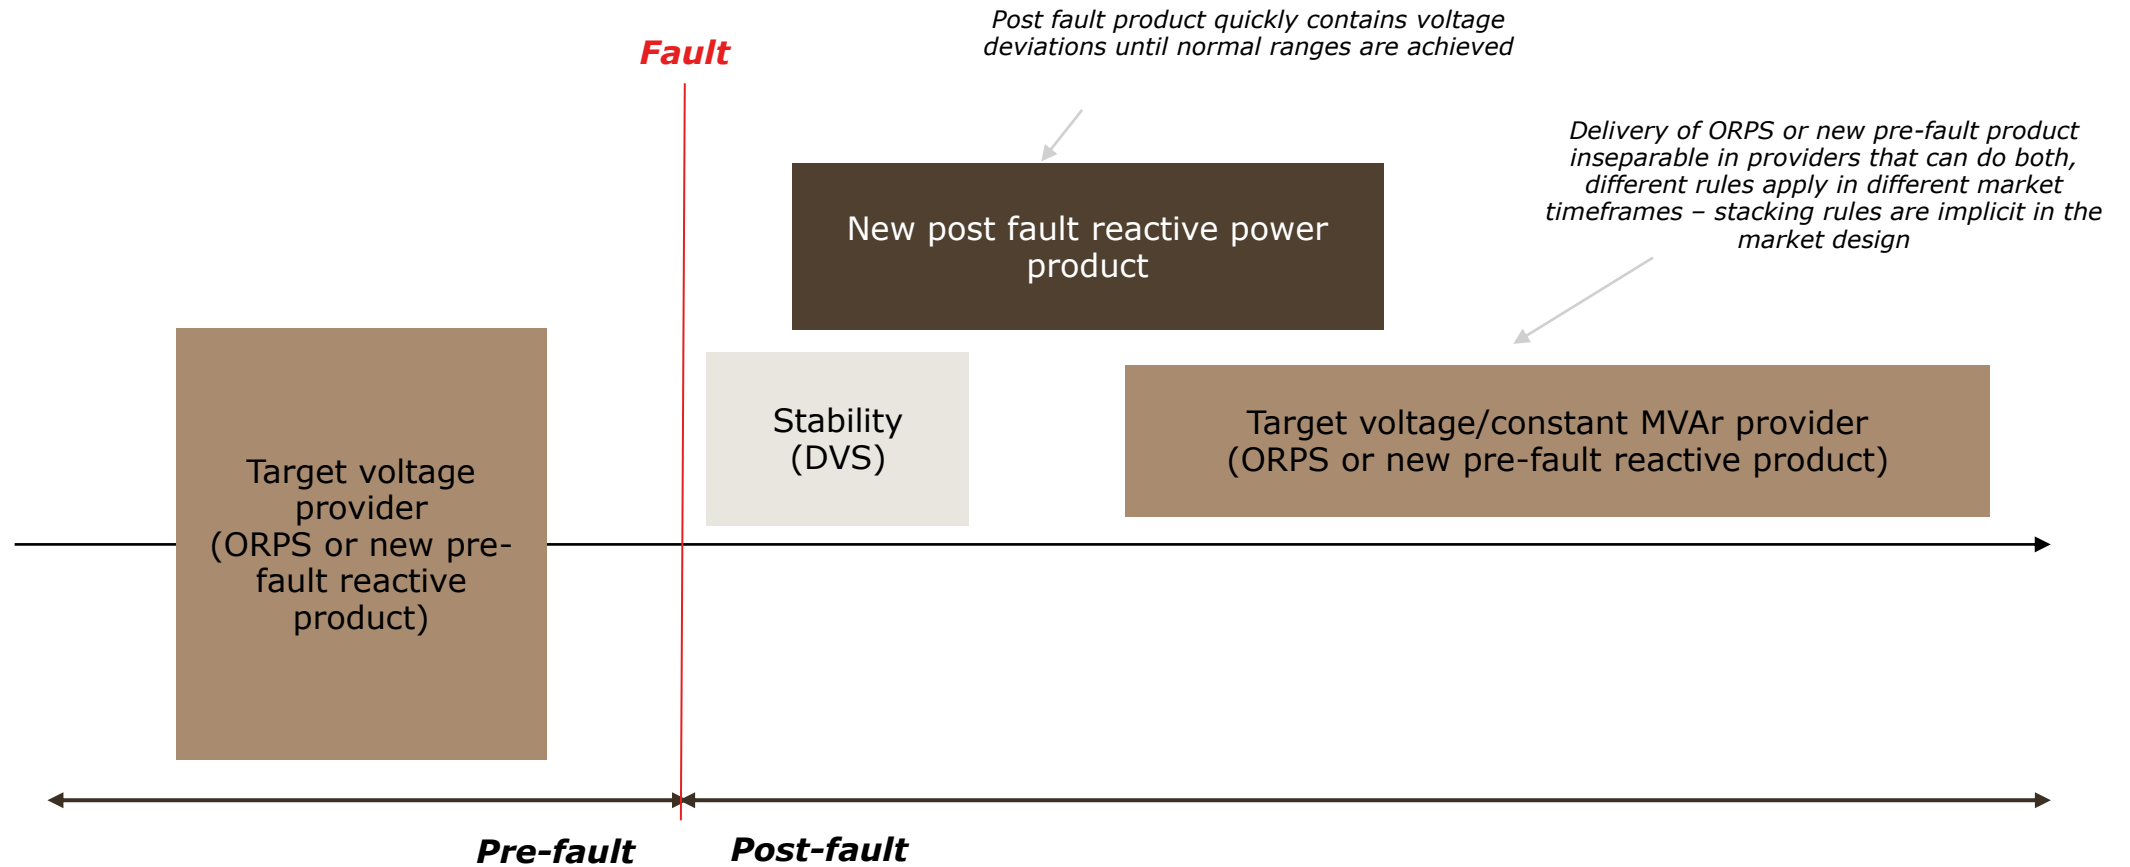 Post fault product quickly contains voltage
deviations until normal ranges are achieved
Fault
Delivery of ORPS or new pre-fault product
inseparable in providers that can do both,
different rules apply in different market
timeframes – stacking rules are implicit in the
market design
New post fault reactive power
product
Stability
(DVS)
Target voltage/constant MVAr provider
(ORPS or new pre-fault reactive product)
Target voltage
provider
(ORPS or new pre-
fault reactive
product)
Pre-fault
Post-fault